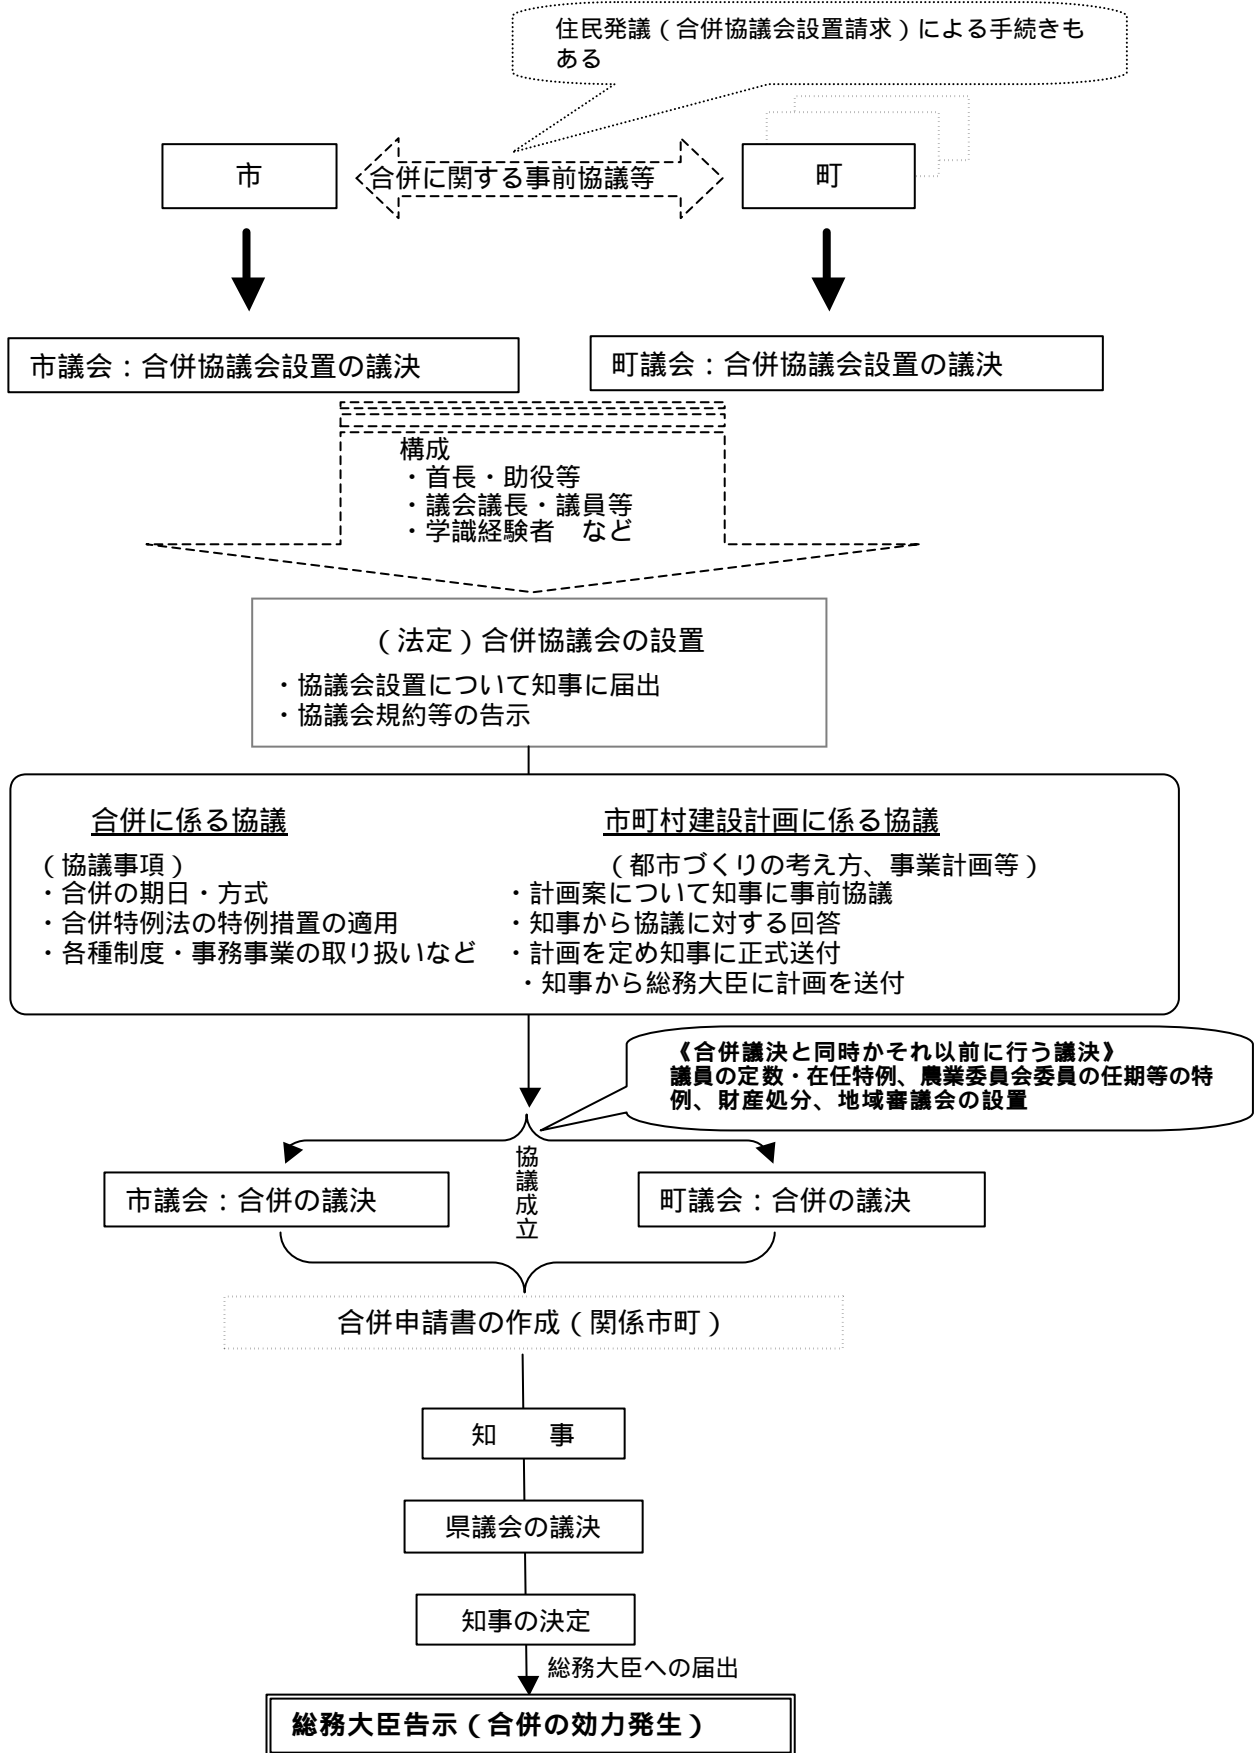 住民発議(合併協議会設置請求)による手続きも
ある
市
合併に関する事前協議等
町
市議会:合併協議会設置の議決
町議会:合併協議会設置の議決
構成
・首長・助役等
・議会議長・議員等
・学識経験者 など
(法定)合併協議会の設置
・協議会設置について知事に届出
・協議会規約等の告示
合併に係る協議
(協議事項)
・合併の期日・方式
・合併特例法の特例措置の適用
・各種制度・事務事業の取り扱いなど
市町村建設計画に係る協議
(都市づくりの考え方、事業計画等)
・計画案について知事に事前協議
・知事から協議に対する回答
・計画を定め知事に正式送付
・知事から総務大臣に計画を送付
《合併議決と同時かそれ以前に行う議決》
議員の定数・在任特例、農業委員会委員の任期等の特
例、財産処分、地域審議会の設置
協議成立
市議会:合併の議決
町議会:合併の議決
合併申請書の作成(関係市町)
知 事
県議会の議決
知事の決定
総務大臣への届出
総務大臣告示(合併の効力発生)